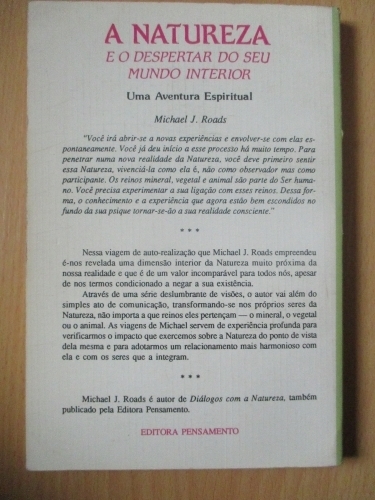 A NATUREZA
E O DESPERTAR DO SEU
MUNDO INTERIOR
Uma Aventura Espiritual
Michael J. Roads
"Você irá abrir-se a novas experiências e envolver-se com elas es-
pontaneamente. Você já deu início a esse processo há muito tempo. Para
penetrar numa nova realidade da Natureza, você deve primeiro sentir
essa Natureza, vivenciá-la como ela é, não como observador mas como
participante. Os reinos mineral, vegetal e animal são parte do Ser huma-
no. Você precisa experimentar a sua ligação com esses reinos. Dessa for-
ma, o conhecimento e a experiência que agora estão bem escondidos no
fundo da sua psique tornar-se-ão a sua realidade consciente."
* * *
Nessa viagem de auto-realização que Michael J. Roads empreendeu
é-nos revelada uma dimensão interior da Natureza muito próxima da
nossa realidade e que é de um valor incomparável para todos nós, apesar
de nos termos condicionado a negar a sua existência.
Através de uma série deslumbrante de visões, o autor vai além do
simples ato de comunicação, transformando-se nos próprios seres da
Natureza, não importa a que reinos eles pertençam — o mineral, o vegetal
ou o animal. As viagens de Michael servem de experiência profunda para
verificarmos o impacto que exercemos sobre a Natureza do ponto de vista
dela mesma e para adotarmos um relacionamento mais harmonioso com
ela e com os seres que a integram.
* * *
Michael J. Roads é autor de Diálogos com a Natureza, também
publicado pela Editora Pensamento.
EDITORA PENSAMENTO